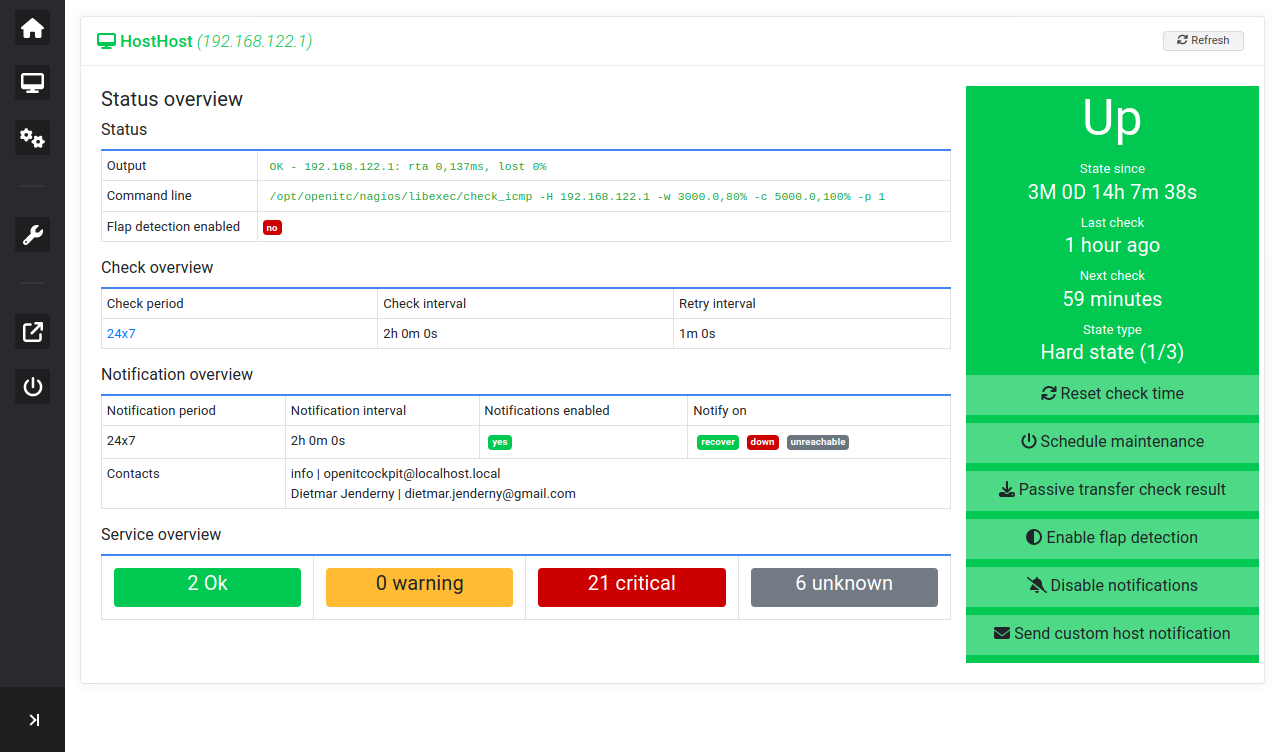 HostHost (192.168.122.1)
Refresh
Status overview
Status
Output OK - 192.168.122.1: rta 0,137ms, lost 0%
Command line /opt/openitc/nagios/libexec/check_icmp -H 192.168.122.1 -w 3000.0,80% -c 5000.0,100% -p 1
Flap detection enabled no
Check overview
Check period Check interval Retry interval
24x7 2h 0m 0s 1m 0s
Notification overview
Notification period Notification interval Notifications enabled Notify on
24x7 2h 0m 0s yes recover down unreachable
Contacts info | openitcockpit@localhost.local
Dietmar Jenderny | dietmar.jenderny@gmail.com
Service overview
2 Ok 0 warning 21 critical 6 unknown
Up
State since
3M 0D 14h 7m 38s
Last check
1 hour ago
Next check
59 minutes
State type
Hard state (1/3)
Reset check time
Schedule maintenance
Passive transfer check result
Enable flap detection
Disable notifications
Send custom host notification